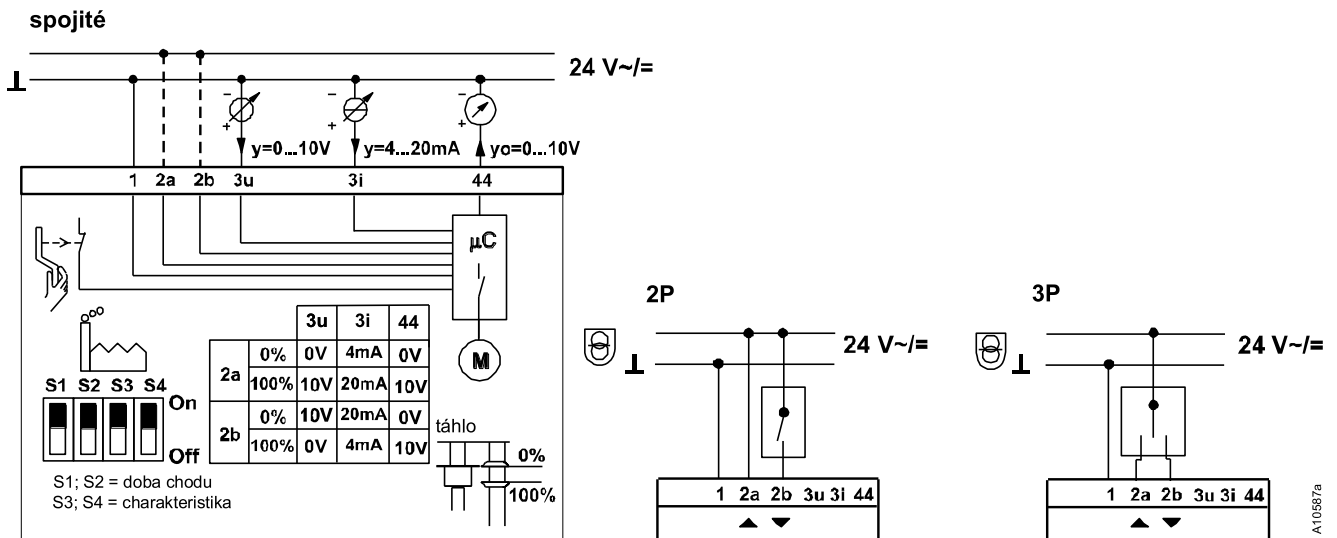 spojité
24 V~/=
y=0...10V
y=4...20mA
yo=0...10V
1 2a 2b 3u 3i 44
µC
M
3u 3i 44
2a 0% 0V 4mA 0V
100% 10V 20mA 10V
2b 0% 10V 20mA 0V
100% 0V 4mA 10V
S1 S2 S3 S4
On
Off
S1; S2 = doba chodu
S3; S4 = charakteristika
táhlo
0%
100%
2P
24 V~/=
1 2a 2b 3u 3i 44
3P
24 V~/=
1 2a 2b 3u 3i 44
A10587a